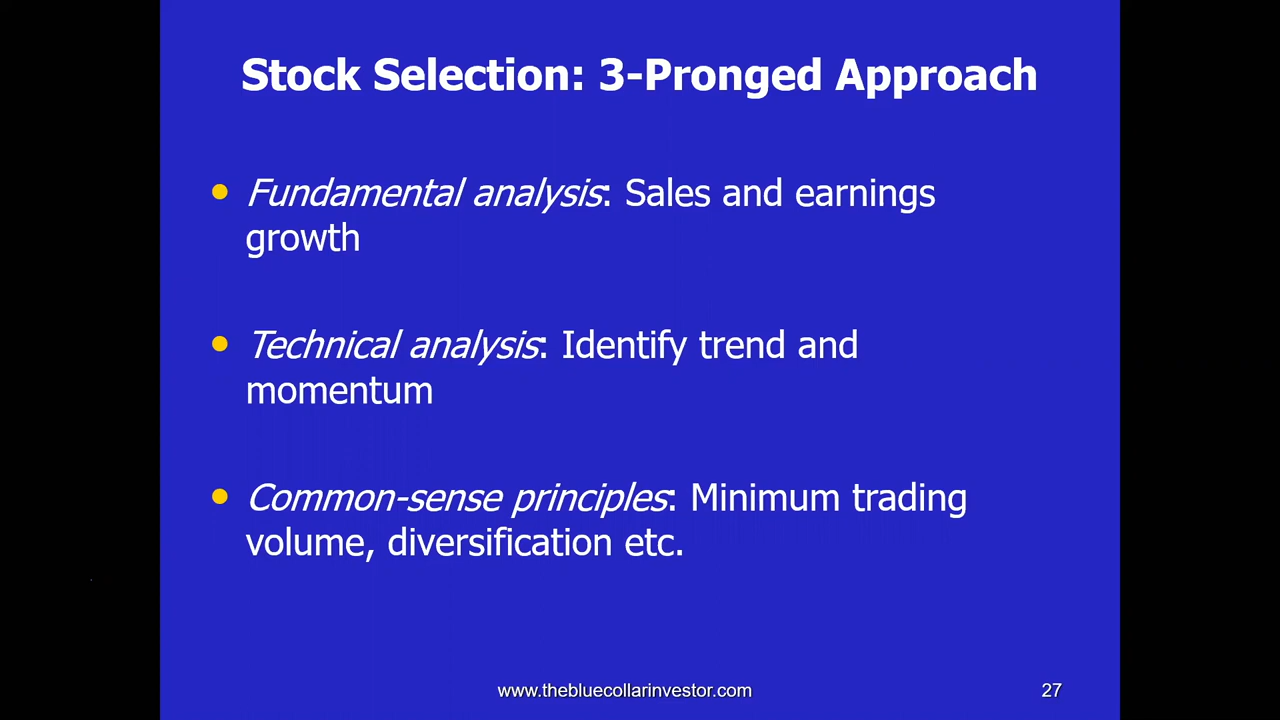 Stock Selection: 3-Pronged Approach
Fundamental analysis: Sales and earnings
growth
Technical analysis: Identify trend and
momentum
Common-sense principles: Minimum trading
volume, diversification etc.
www.thebluecollarinvestor.com
27